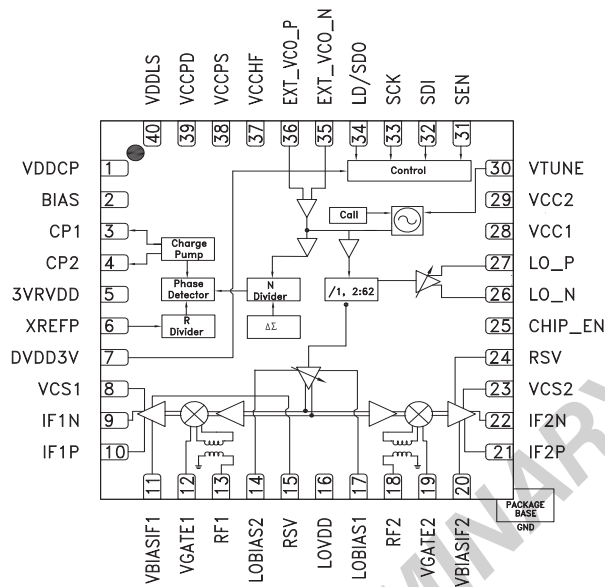 VDDLS
VCCPD
VCCPS
VCCHF
EXT_VCO_P
EXT_VCO_N
LD/SDO
SCK
SDI
SEN
40
39
38
37
36
35
34
33
32
31
VDDCP
1
BIAS
2
CP1
3
CP2
4
3VRVDD
5
XREFP
6
DVDD3V
7
VCS1
8
IF1N
9
IF1P
10
30
VTUNE
29
VCC2
28
VCC1
27
LO_P
26
LO_N
25
CHIP_EN
24
RSV
23
VCS2
22
IF2N
21
IF2P
Control
Call
Charge
Pump
Phase
Detector
R
Divider
N
Divider
ΔΣ
/1, 2:62
11
12
13
14
15
16
17
18
19
20
VBIASIF1
VGATE1
RF1
LOBIAS2
RSV
LOVDD
LOBIAS1
RF2
VGATE2
VBIASIF2
PACKAGE
BASE
GND
MINARY